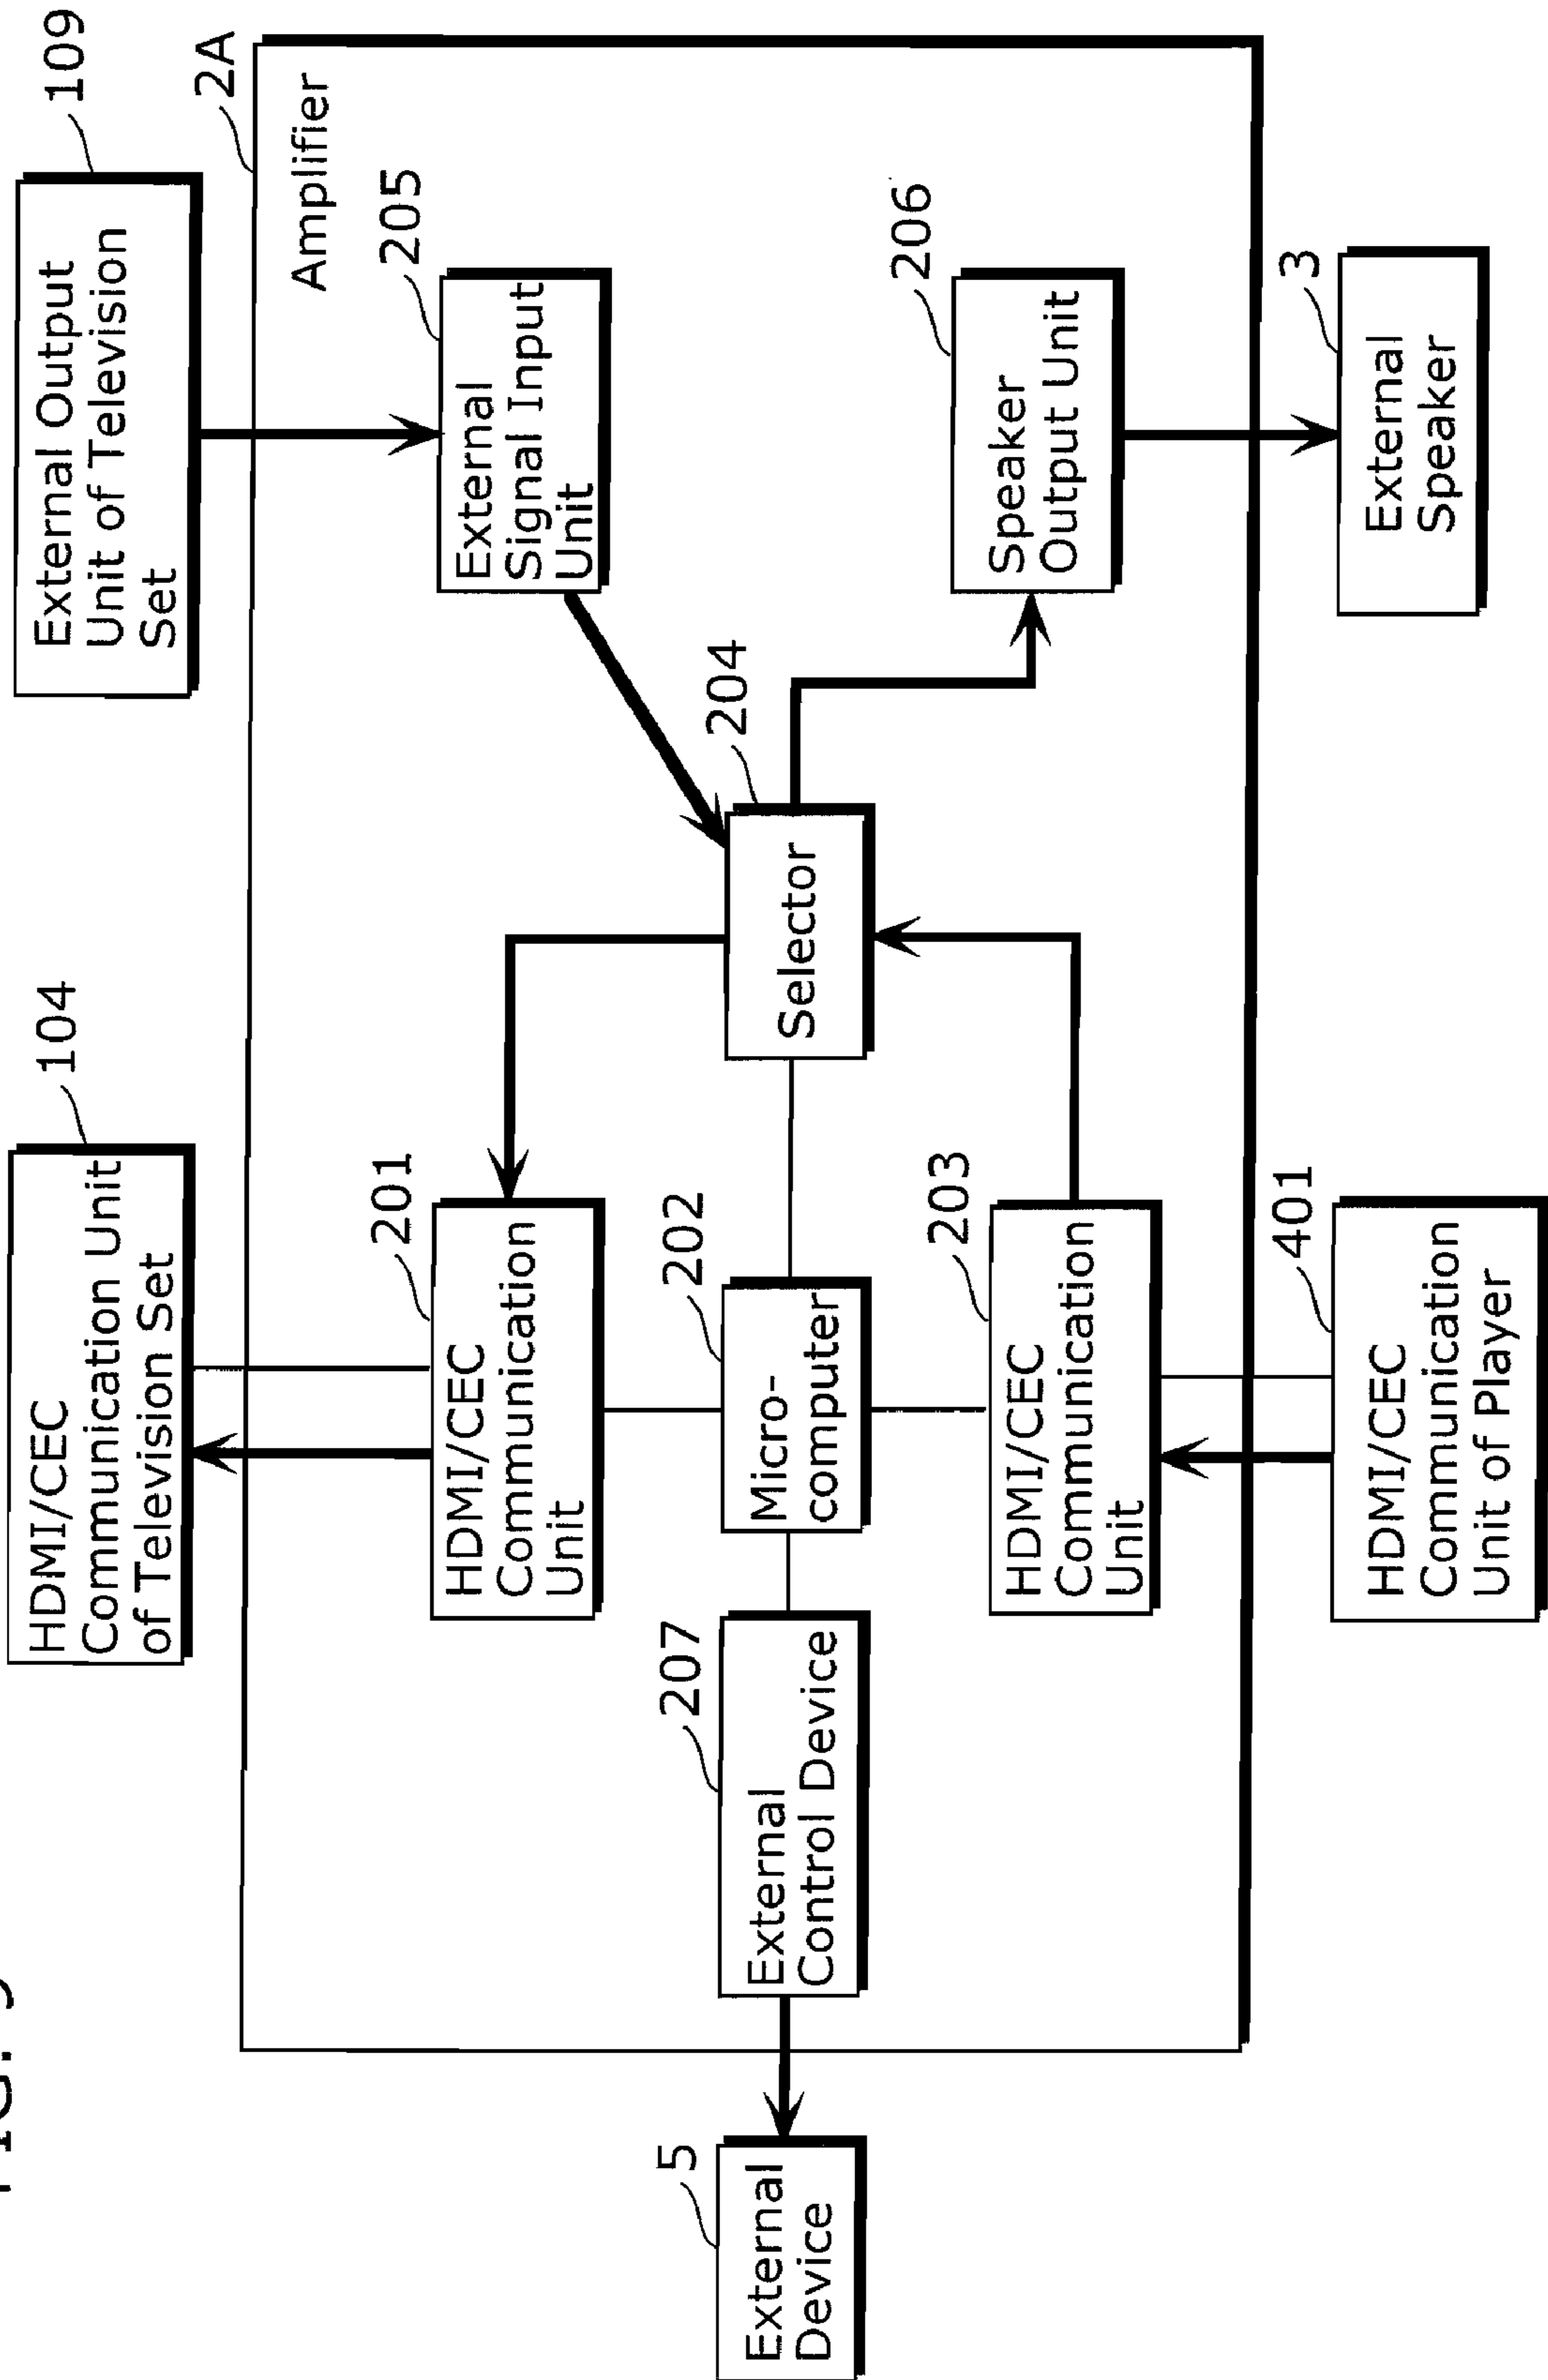 HDMI/CEC
Communication Unit
of Television Set
104
External Output
Unit of Television
Set
109
2A
Amplifier
HDMI/CEC
Communication
Unit
201
External
Signal Input
Unit
205
5
External
Device
207
External
Control Device
202
Micro-
computer
204
Selector
203
HDMI/CEC
Communication
Unit
206
Speaker
Output Unit
401
HDMI/CEC
Communication
Unit of Player
3
External
Speaker